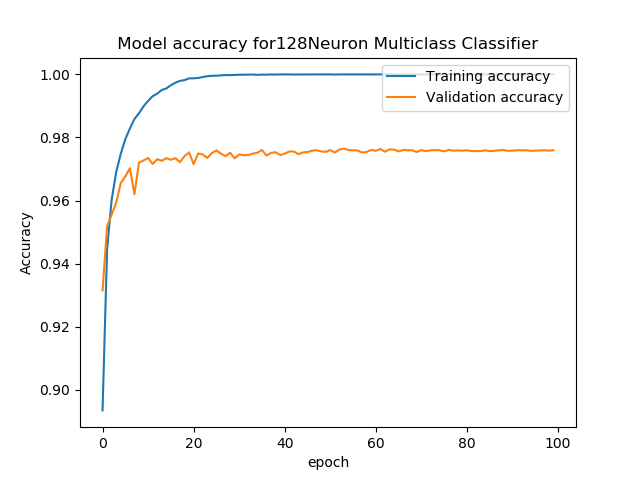 Model accuracy for128Neuron Multiclass Classifier
1.00
0.98
0.96
0.94
0.92
0.90
Accuracy
Training accuracy
Validation accuracy
0 20 40 60 80 100
epoch